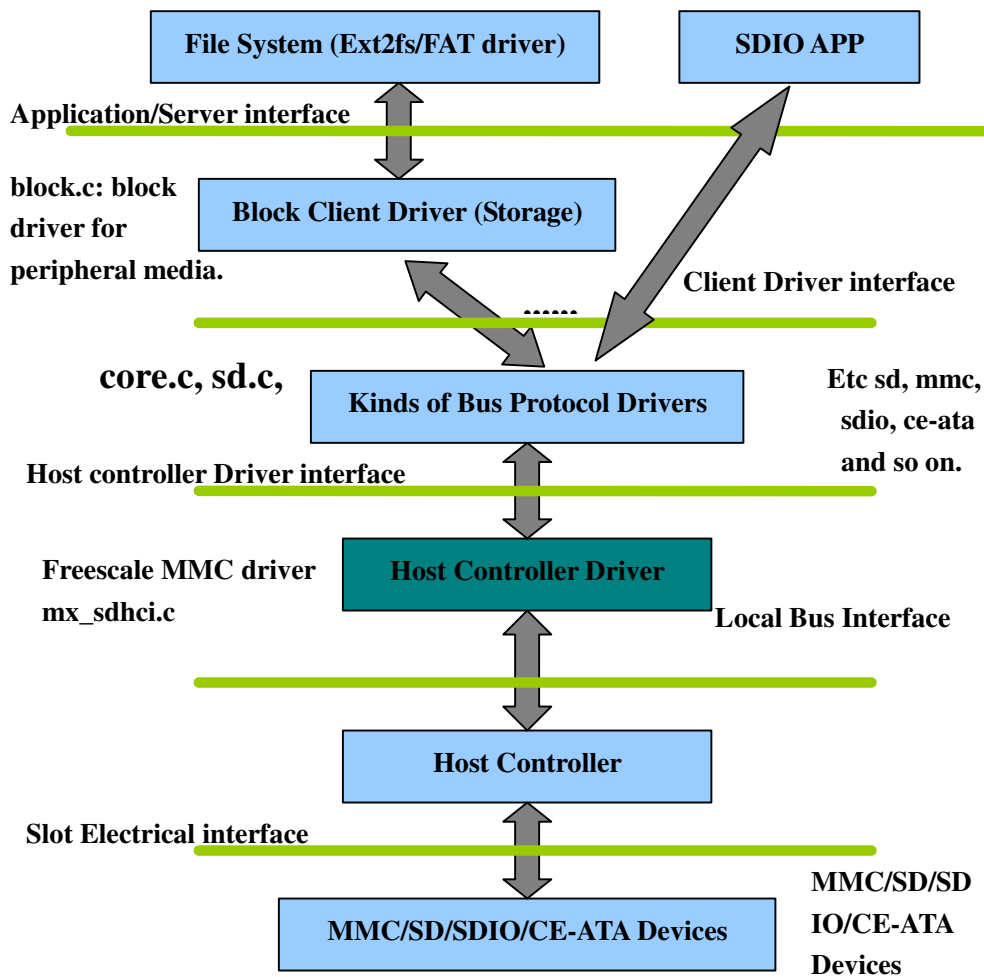 File System (Ext2fs/FAT driver)
SDIO APP
Application/Server interface
block.c: block
driver for
peripheral media.
Block Client Driver (Storage)
Client Driver interface
......
core.c, sd.c,
Kinds of Bus Protocol Drivers
Etc sd, mmc,
sdio, ce-ata
and so on.
Host controller Driver interface
Freescale MMC driver
mx_sdhci.c
Host Controller Driver
Local Bus Interface
Host Controller
Slot Electrical interface
MMC/SD/SDIO/CE-ATA Devices
MMC/SD/SD
IO/CE-ATA
Devices